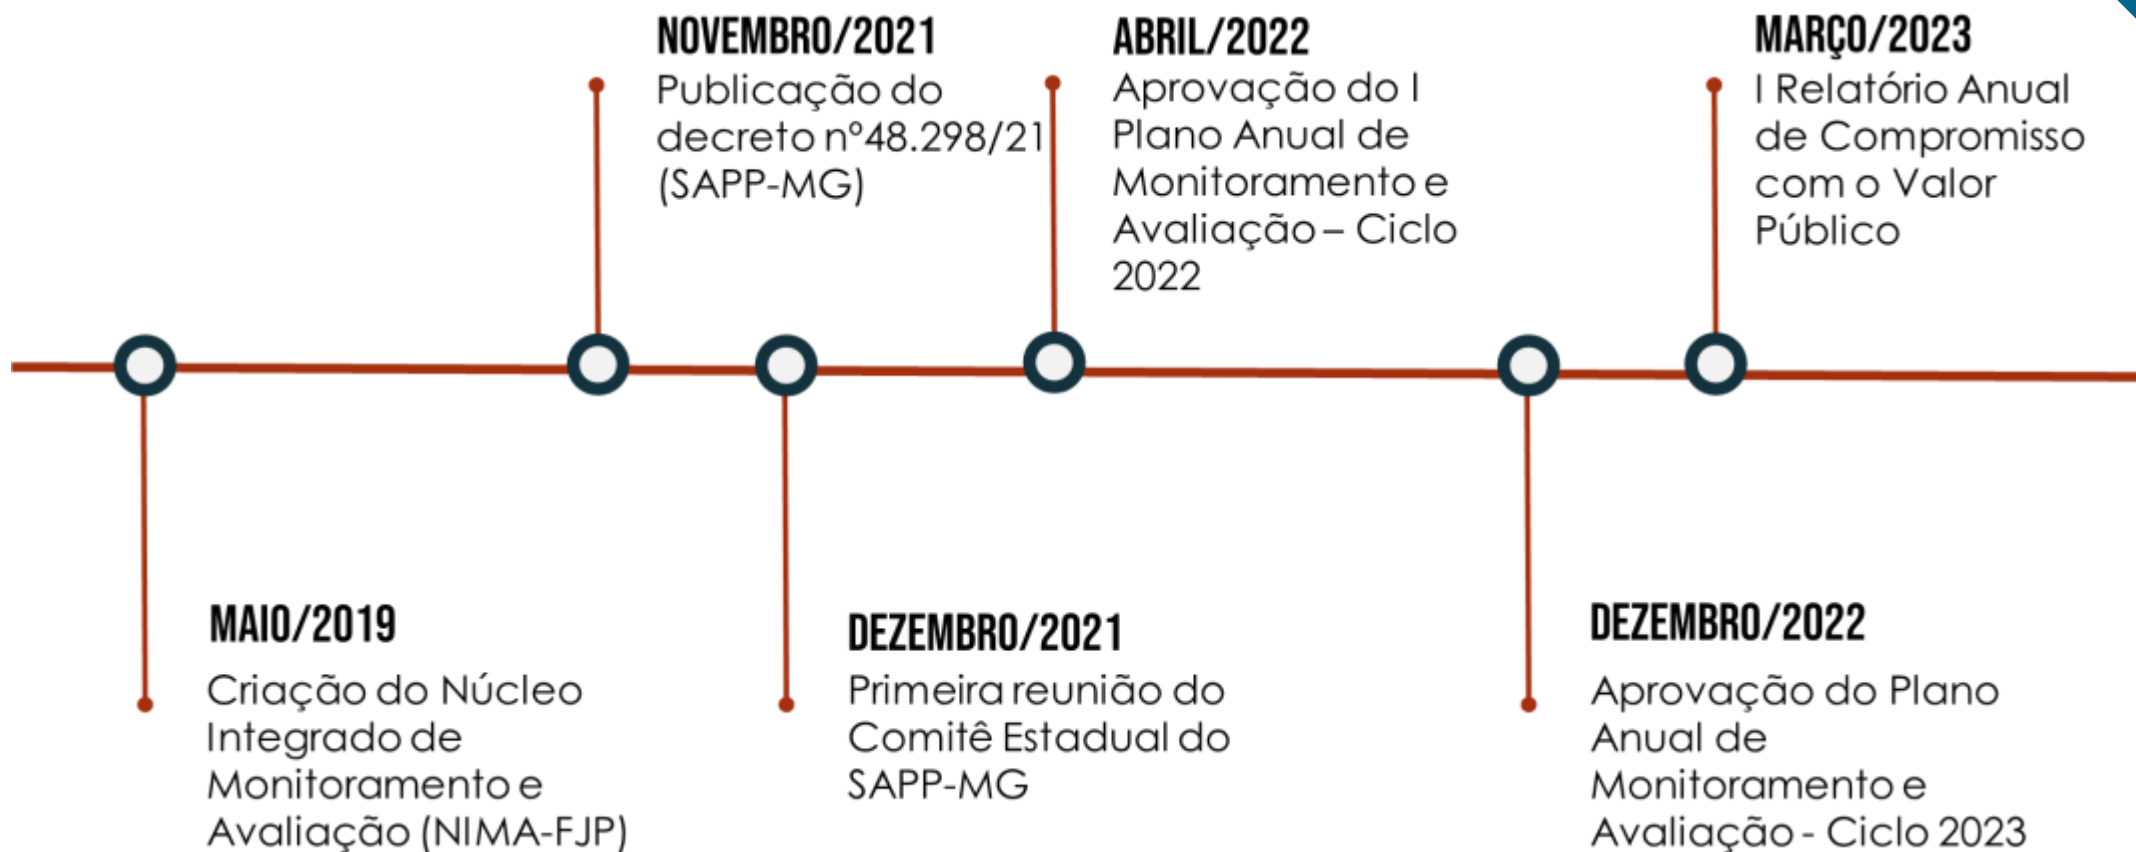 NOVEMBRO/2021
Publicação do
decreto nº48.298/21
(SAPP-MG)
ABRIL/2022
Aprovação do I
Plano Anual de
Monitoramento e
Avaliação – Ciclo
2022
MARÇO/2023
I Relatório Anual
de Compromisso
com o Valor
Público
MAIO/2019
Criação do Núcleo
Integrado de
Monitoramento e
Avaliação (NIMA-FJP)
DEZEMBRO/2021
Primeira reunião do
Comitê Estadual do
SAPP-MG
DEZEMBRO/2022
Aprovação do Plano
Anual de
Monitoramento e
Avaliação - Ciclo 2023